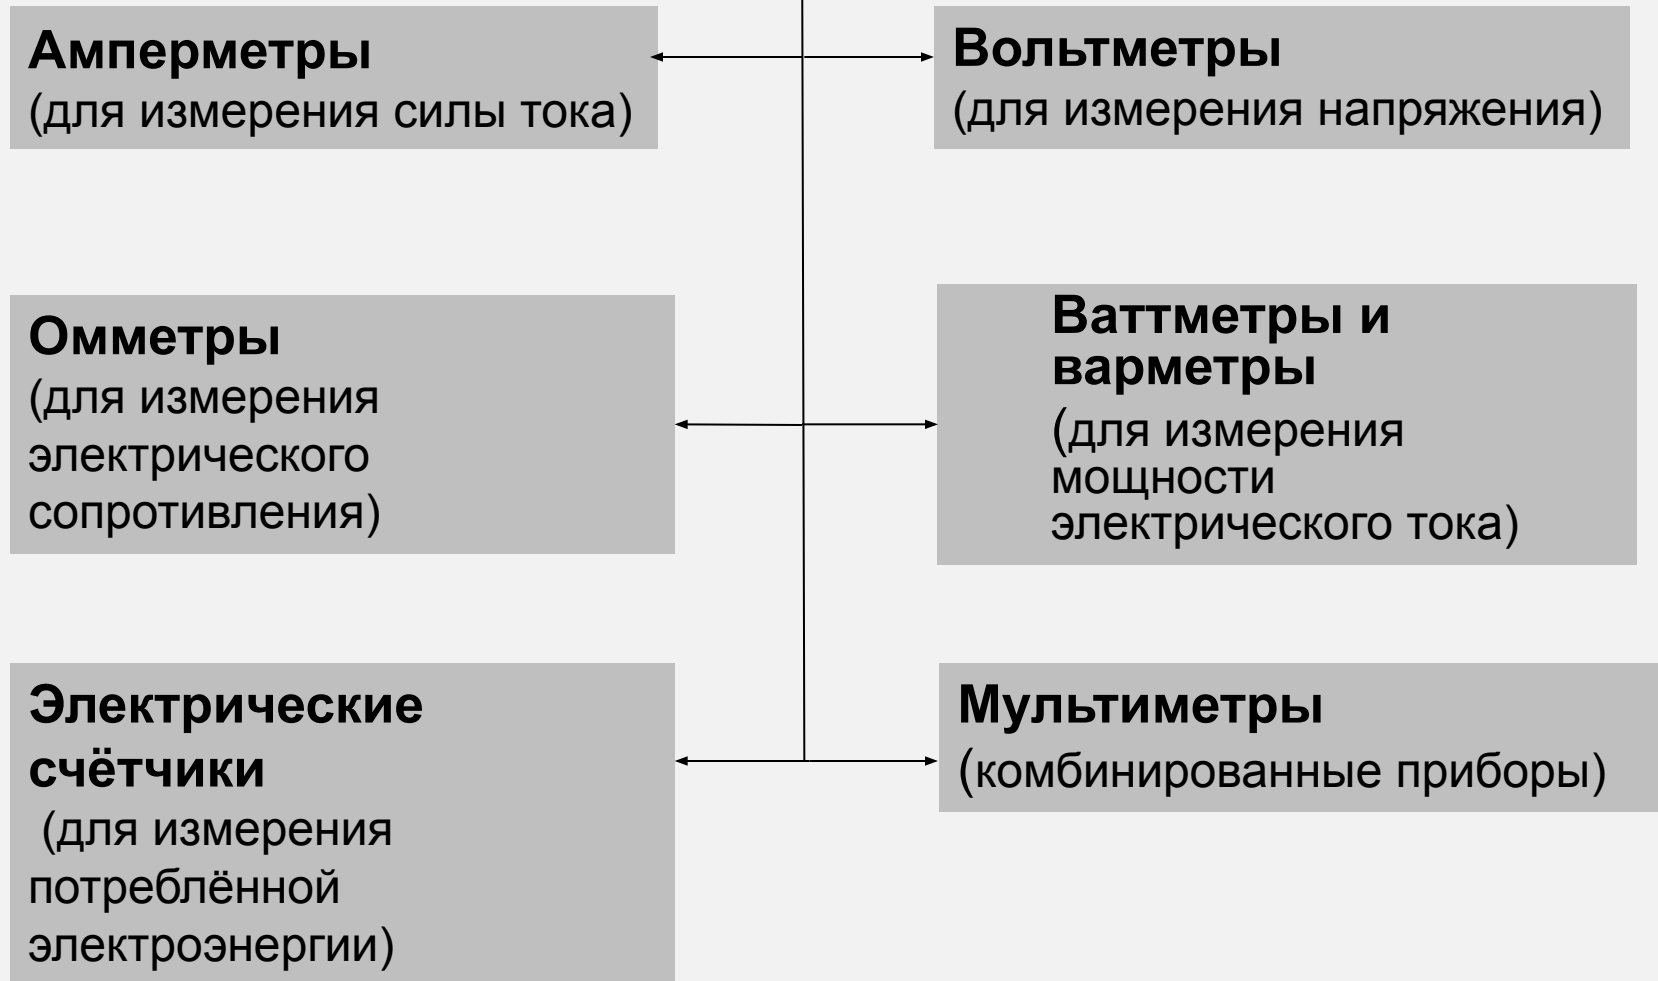 Амперметры
(для измерения силы тока)
Вольтметры
(для измерения напряжения)
Омметры
(для измерения
электрического
сопротивления)
Ваттметры и
варметры
(для измерения
мощности
электрического тока)
Электрические
счётчики
(для измерения
потреблённой
электроэнергии)
Мультиметры
(комбинированные приборы)